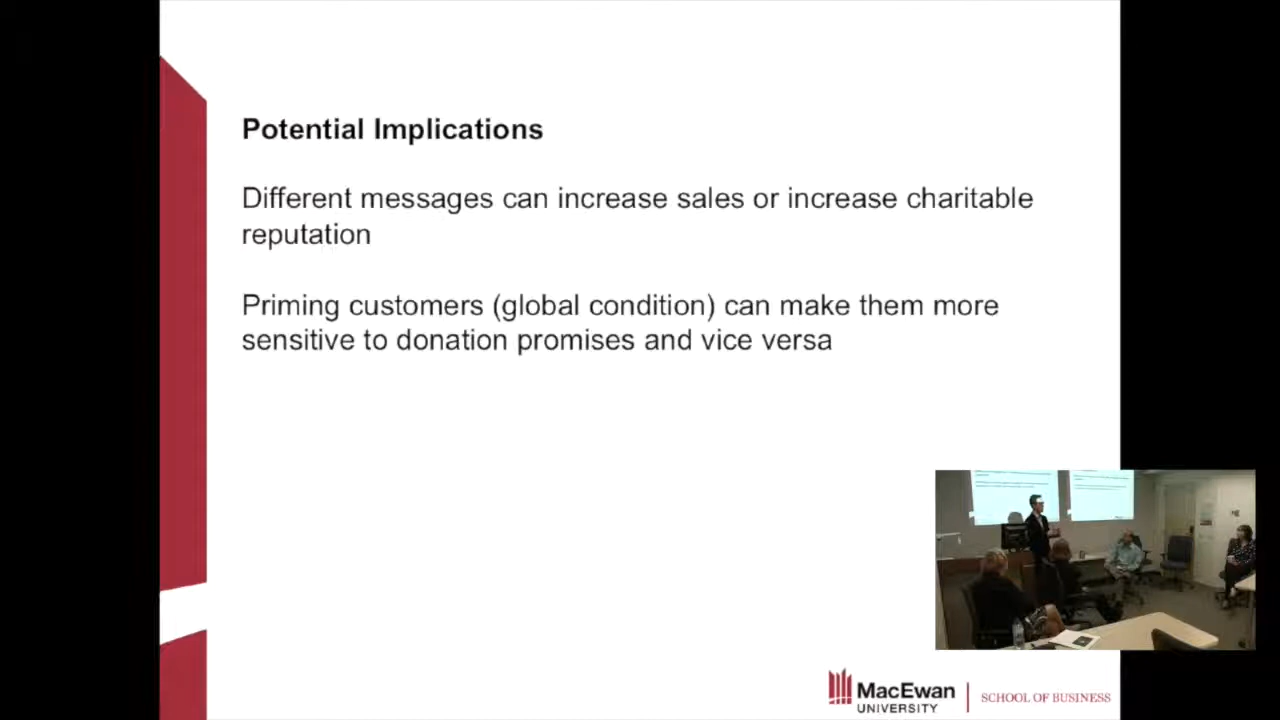 Potential Implications
Different messages can increase sales or increase charitable
reputation
Priming customers (global condition) can make them more
sensitive to donation promises and vice versa
MacEwan
UNIVERSITY
SCHOOL OF BUSINESS